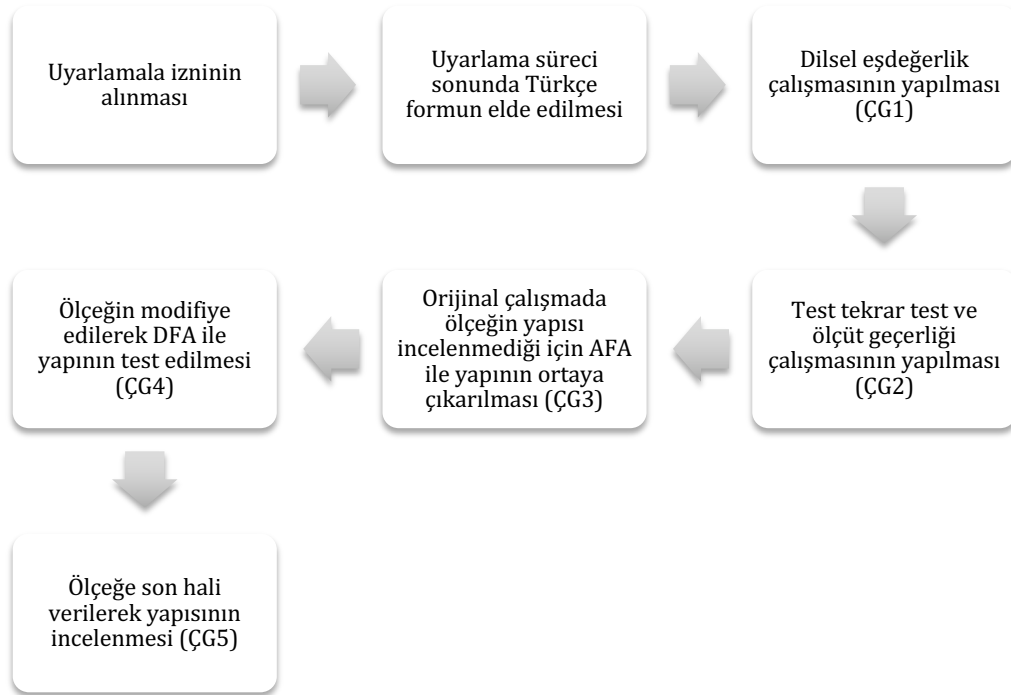 Uyarlamala izninin
alınması
Uyarlama süreci
sonunda Türkçe
formun elde edilmesi
Dilsel eşdeğerlik
çalışmasının yapılması
(ÇG1)
Test tekrar test ve
ölçüt geçerliği
çalışmasının yapılması
(ÇG2)
Orijinal çalışmada
ölçeğin yapısı
incelenmediği için AFA
ile yapının ortaya
çıkarılması (ÇG3)
Ölçeğin modifiye
edilerek DFA ile
yapının test edilmesi
(ÇG4)
Ölçeğe son hali
verilerek yapısının
incelenmesi (ÇG5)